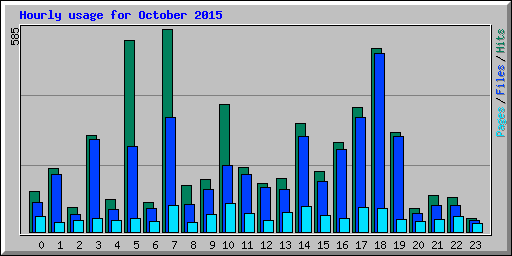 Hourly usage for October 2015
585
Pages / Files / Hits
0 1 2 3 4 5 6 7 8 9 10 11 12 13 14 15 16 17 18 19 20 21 22 23